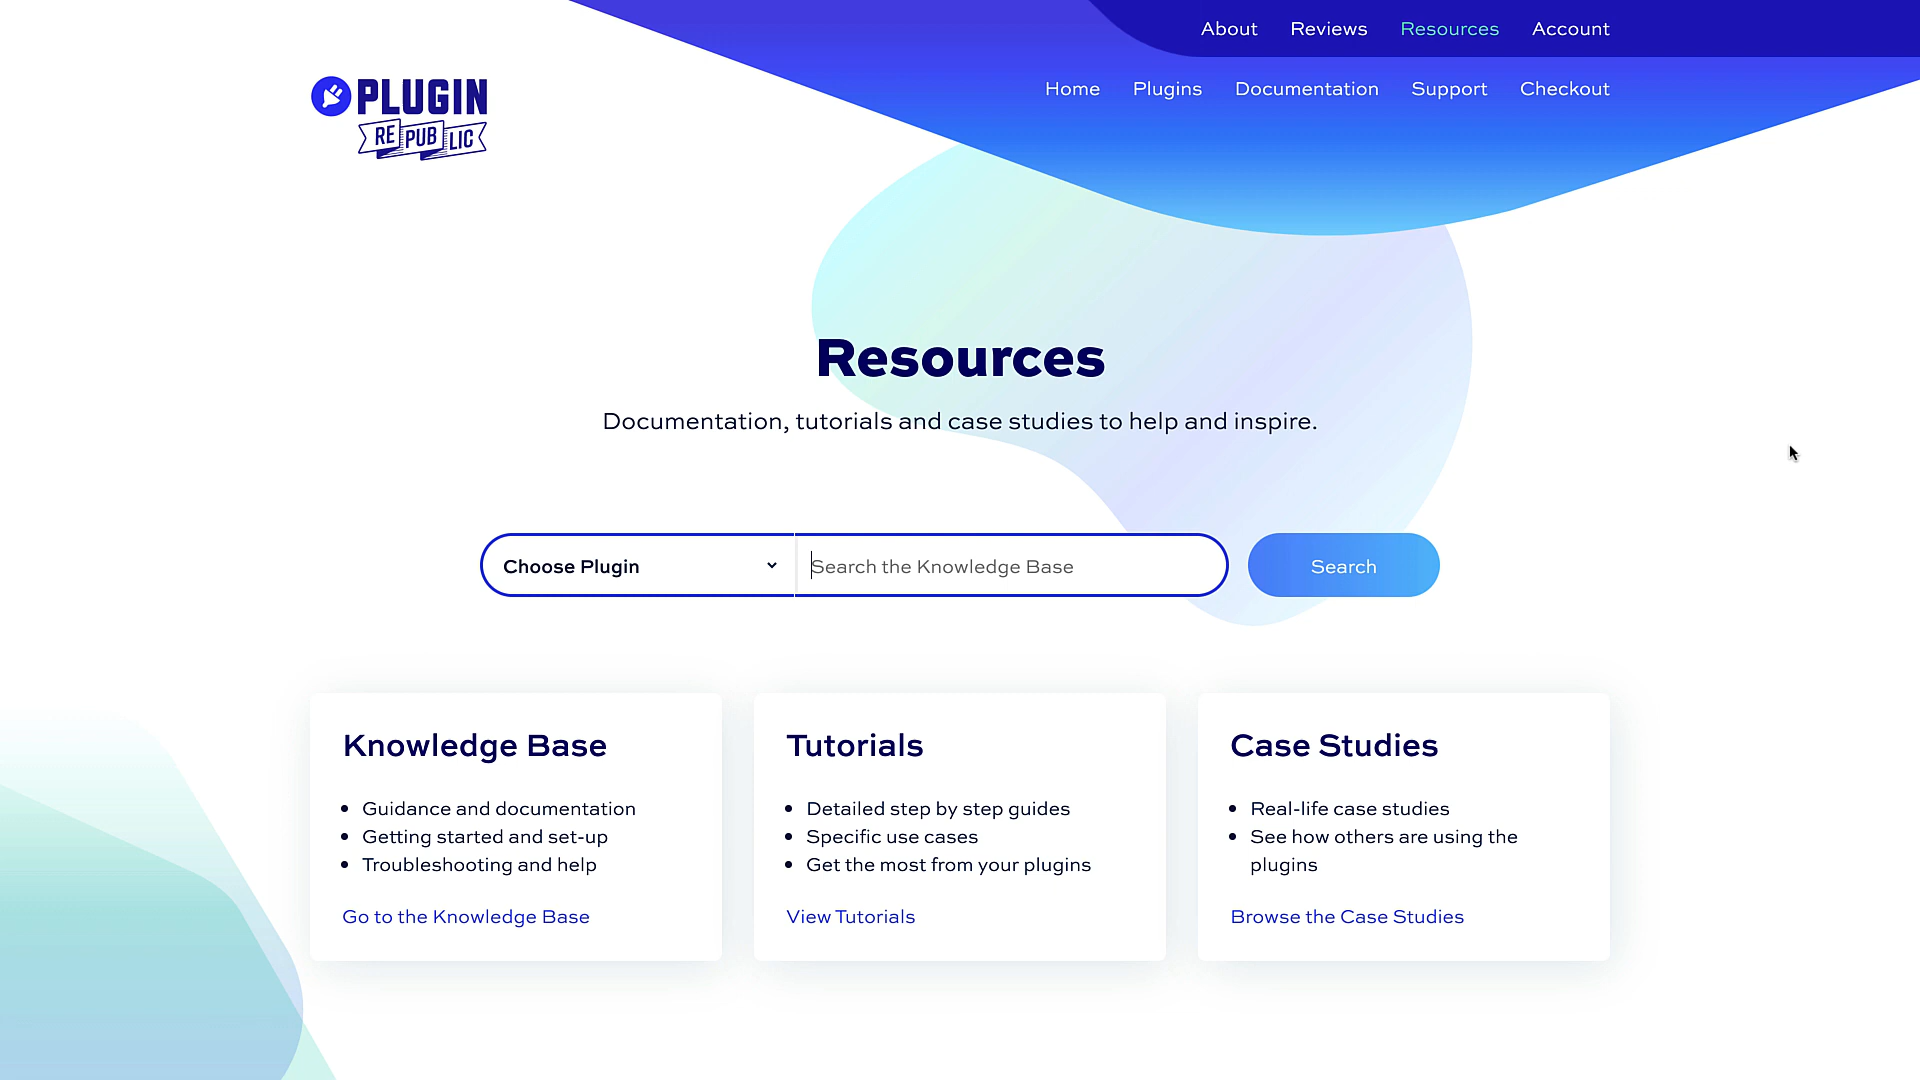 About Reviews Resources Account
PLUGIN
REPUBLIC
Home Plugins Documentation Support Checkout
Resources
Documentation, tutorials and case studies to help and inspire.
Choose Plugin Search the Knowledge Base Search
Knowledge Base
• Guidance and documentation
• Getting started and set-up
• Troubleshooting and help
Go to the Knowledge Base
Tutorials
• Detailed step by step guides
• Specific use cases
• Get the most from your plugins
View Tutorials
Case Studies
• Real-life case studies
• See how others are using the
plugins
Browse the Case Studies